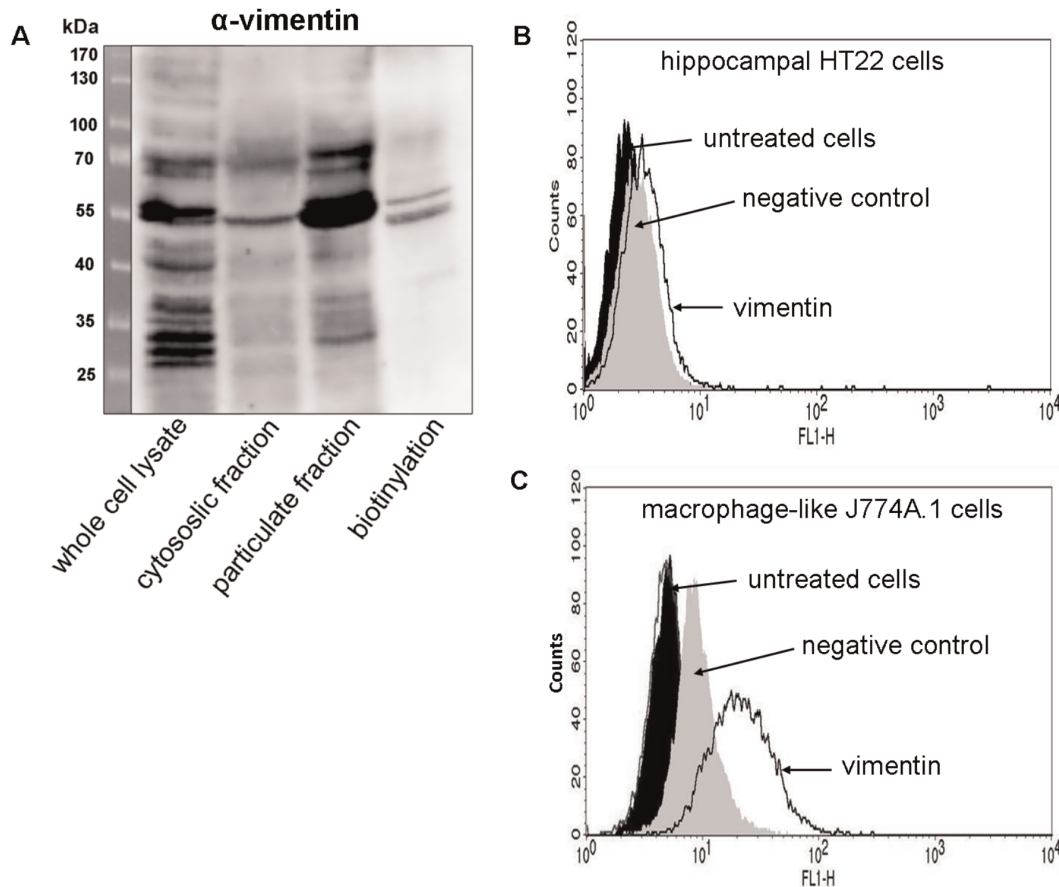 A
α-vimentin
kDa
170
130
100
70
55
40
35
25
whole cell lysate
cytososlic fraction
particulate fraction
biotinylation
B
hippocampal HT22 cells
untreated cells
negative control
vimentin
Counts
120
100
80
60
40
20
0
10⁰ 10¹ 10² 10³ 10⁴
FL1-H
C
macrophage-like J774A.1 cells
untreated cells
negative control
vimentin
Counts
120
100
80
60
40
20
0
10⁰ 10¹ 10² 10³ 10⁴
FL1-H